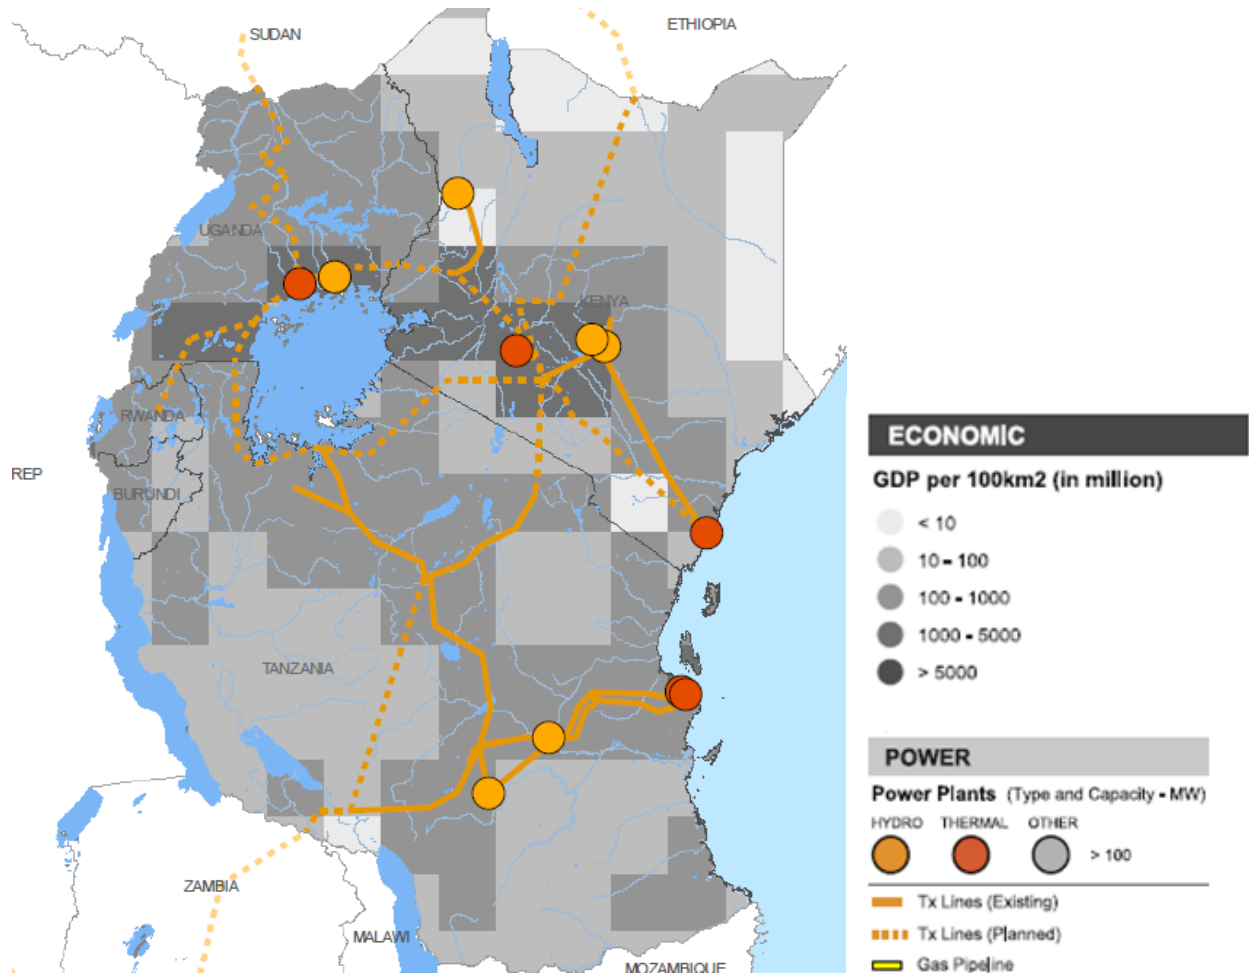 SUDAN
ETHIOPIA
UGANDA
KENYA
RWANDA
REP
BURUNDI
TANZANIA
ZAMBIA
MALAWI
MOZAMBIQUE
ECONOMIC
GDP per 100km2 (in million)
< 10
10 - 100
100 - 1000
1000 - 5000
> 5000
POWER
Power Plants (Type and Capacity - MW)
HYDRO THERMAL OTHER
> 100
Tx Lines (Existing)
Tx Lines (Planned)
Gas Pipeline